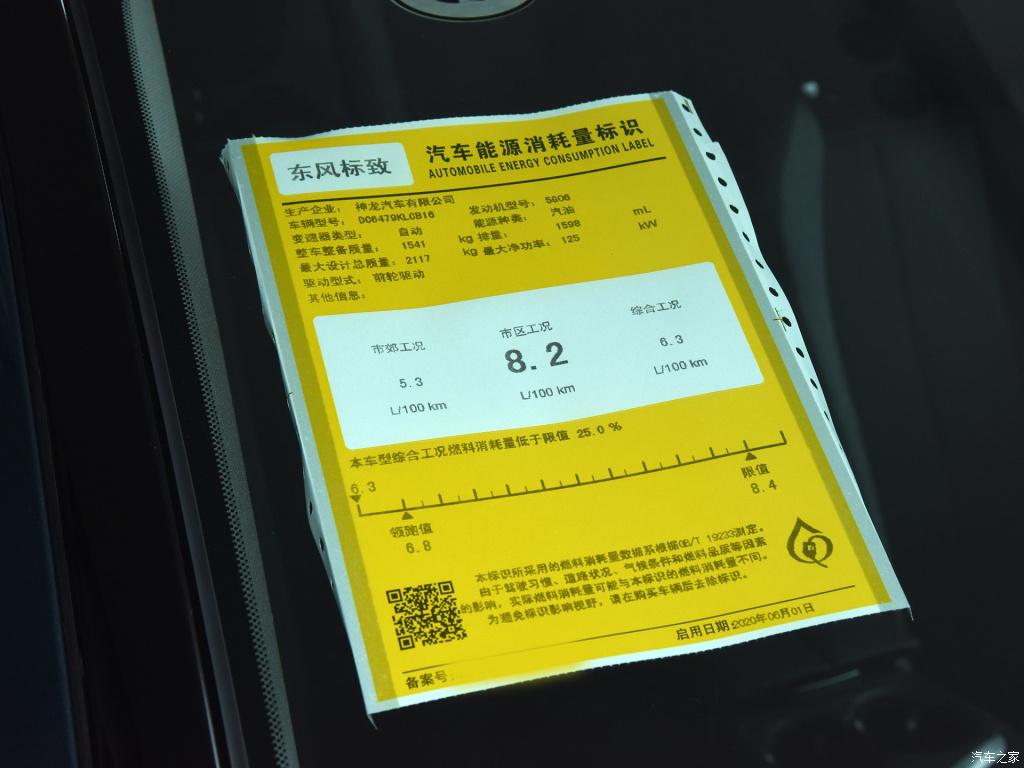 东风标致
汽车能源消耗量标识
AUTOMOBILE ENERGY CONSUMPTION LABEL
生产企业: 神龙汽车有限公司
车辆型号: DC6479KLCB16 发动机型号: 5G06
变速器类型: 自动 能源种类: 汽油
整车整备质量: 1541 kg 排量: 1598 mL
最大设计总质量: 2117 kg 最大净功率: 125 kW
驱动型式: 前轮驱动
其他信息:
市郊工况 市区工况 综合工况
5.3 8.2 6.3
L/100 km L/100 km L/100 km
本车型综合工况燃料消耗量低于限值 25.0 %
6.3
领跑值 限值
6.8 8.4
本标识所采用的燃料消耗量数据系根据GB/T 19233测定。
由于驾驶习惯、道路状况、气候条件和燃料品质等因素
的影响，实际燃料消耗量可能与本标识的燃料消耗量不同。
为避免标识影响视野，请在购买车辆后去除标识。
启用日期:2020年06月01日
备案号:
汽车之家